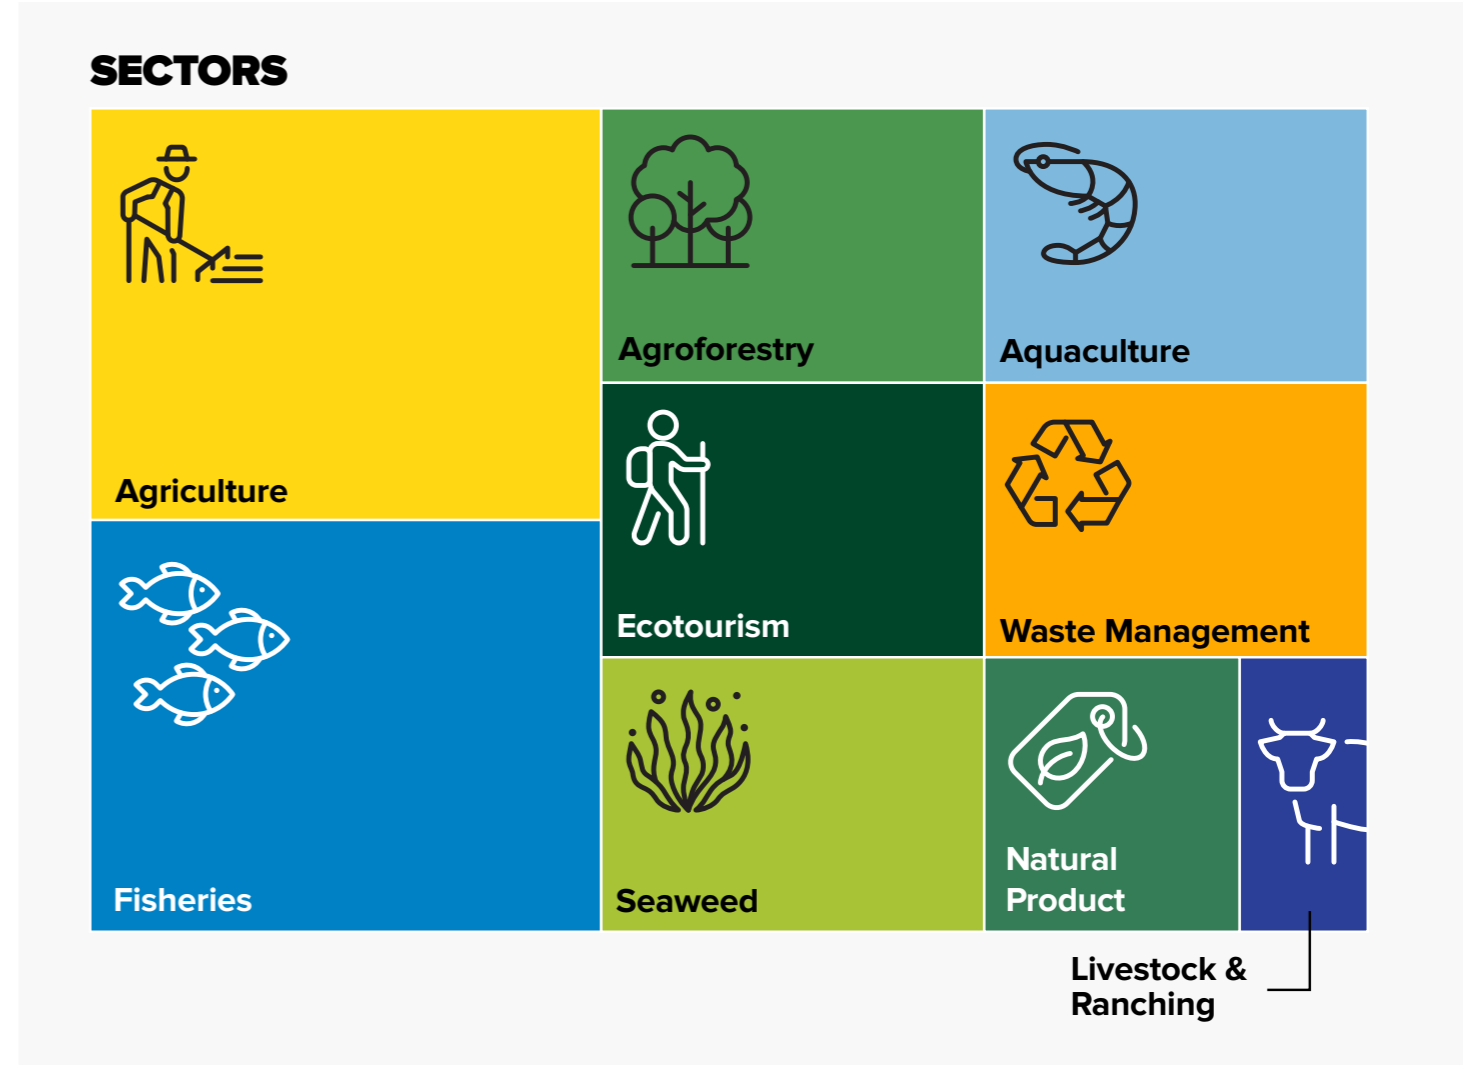 SECTORS
Agriculture
Agroforestry
Aquaculture
Ecotourism
Waste Management
Fisheries
Seaweed
Natural
Product
Livestock &
Ranching